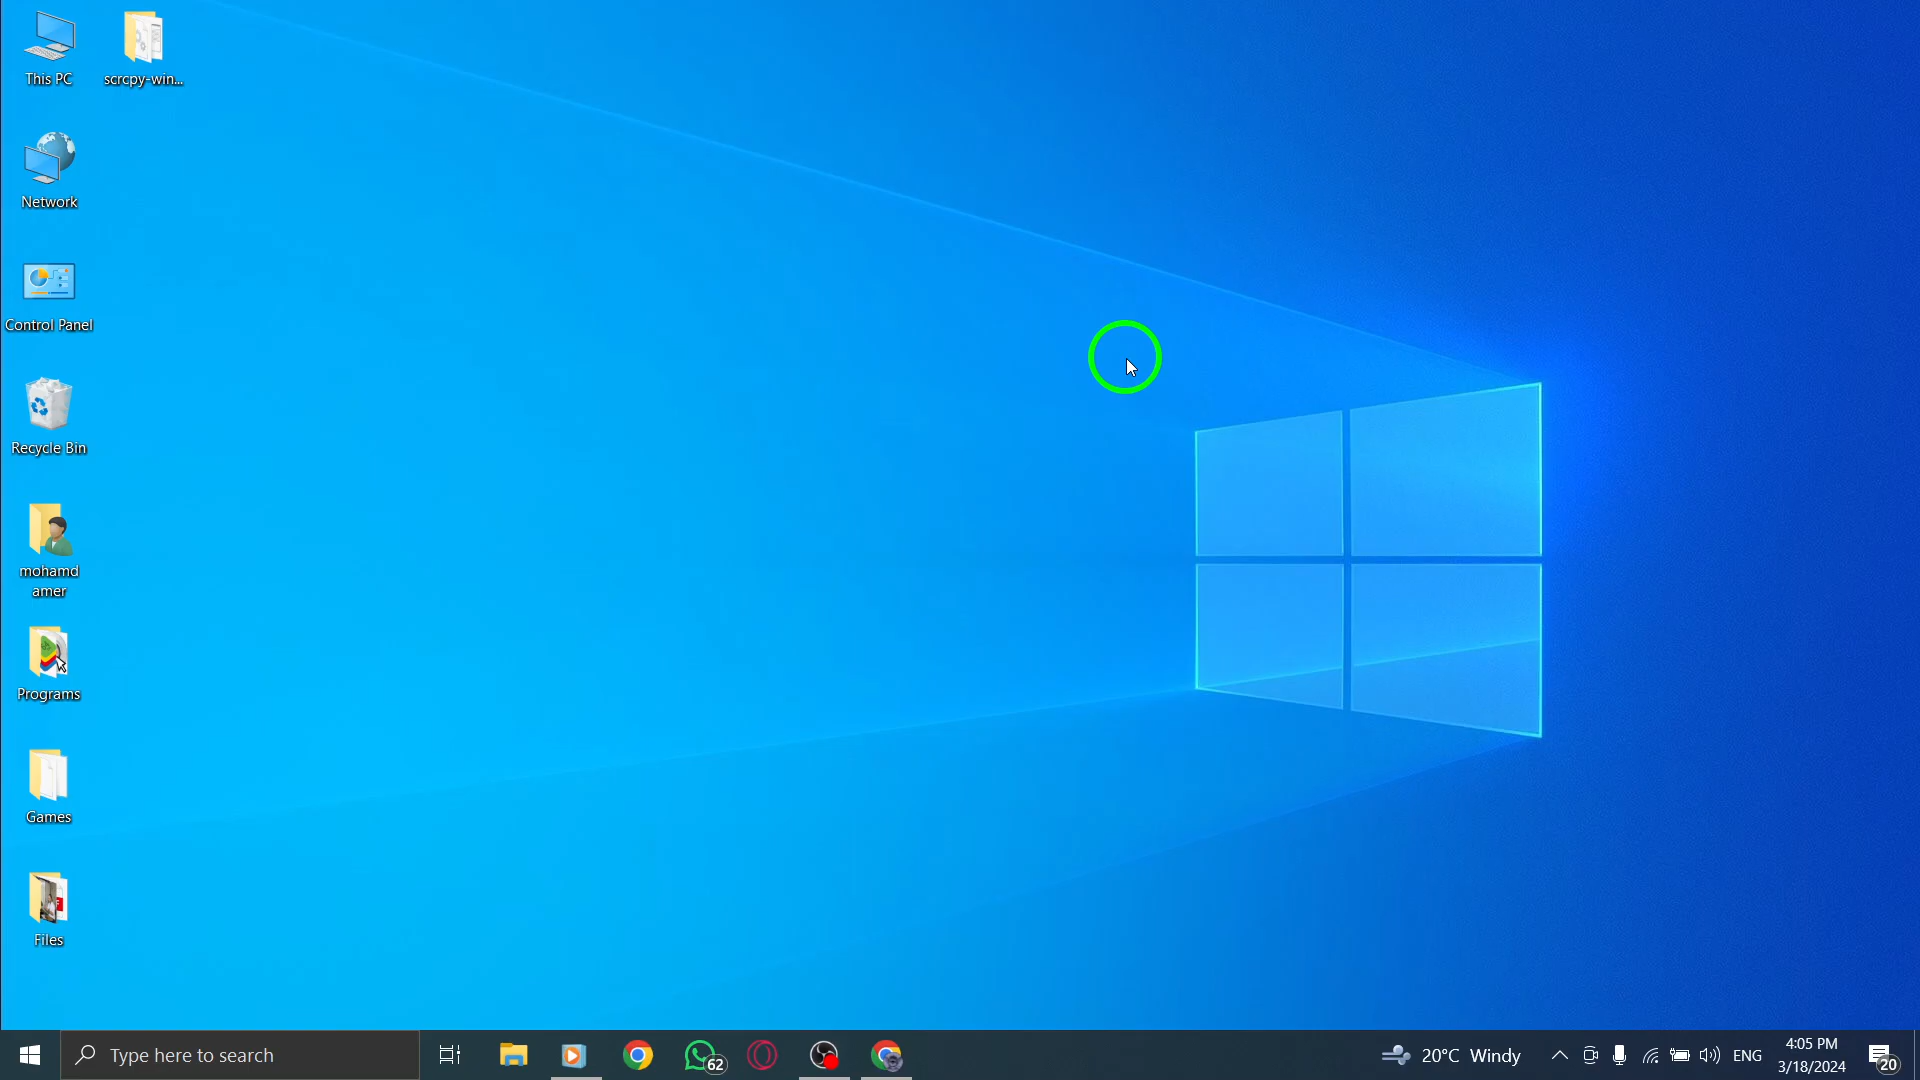 This PC
scrcpy-win...
Network
Control Panel
Recycle Bin
mohamd
amer
Programs
Games
Files
Type here to search
62
20°C Windy
ENG
4:05 PM
3/18/2024
20